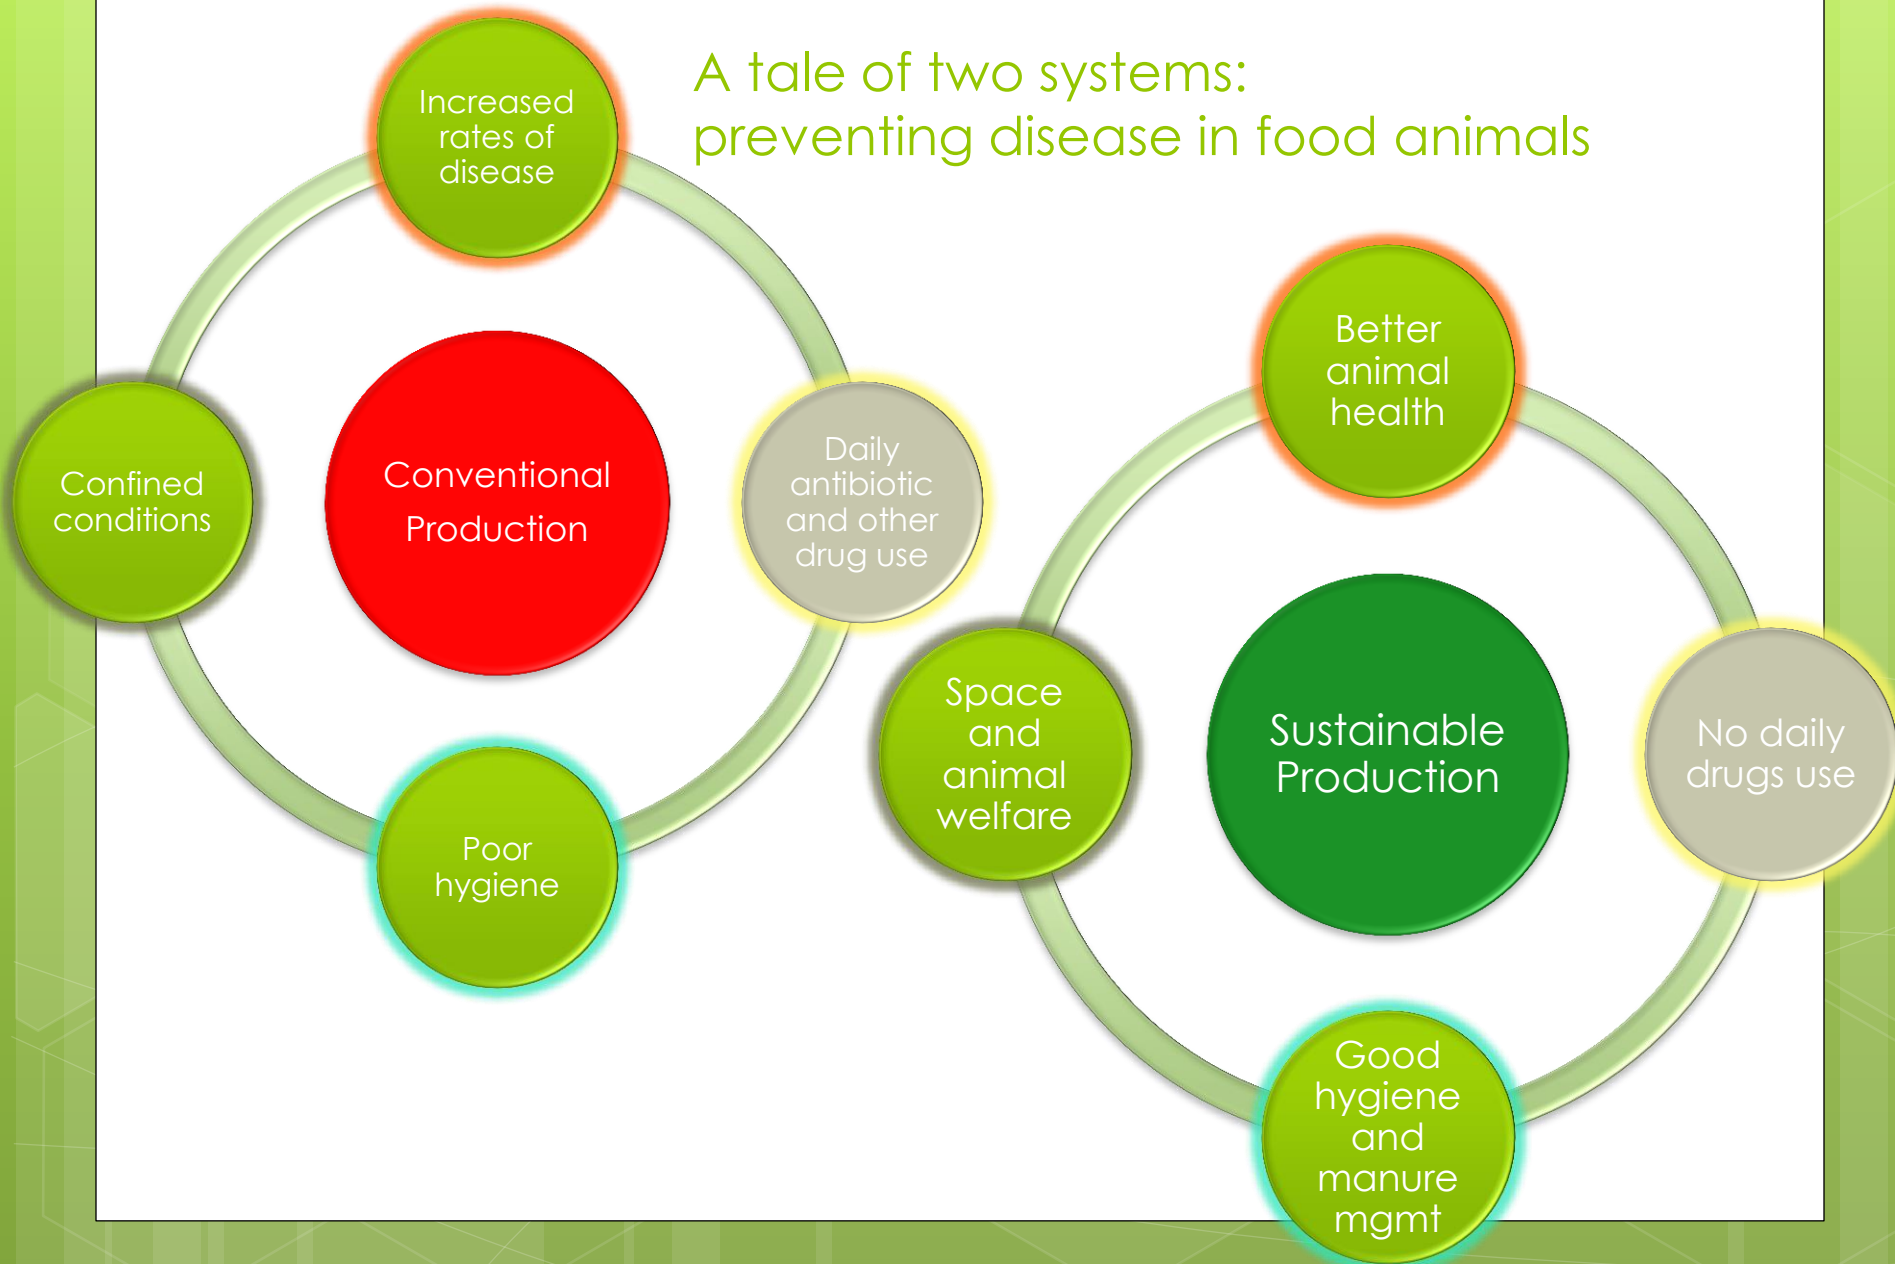 A tale of two systems:
preventing disease in food animals
Increased
rates of
disease
Confined
conditions
Conventional
Production
Daily
antibiotic
and other
drug use
Poor
hygiene
Better
animal
health
Space
and
animal
welfare
Sustainable
Production
No daily
drugs use
Good
hygiene
and
manure
mgmt